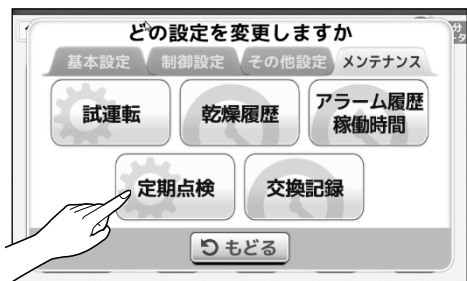 どの設定を変更しますか
基本設定 制御設定 その他設定 メンテナンス
試運転 乾燥履歴 アラーム履歴
稼働時間
定期点検 交換記録
もどる
分